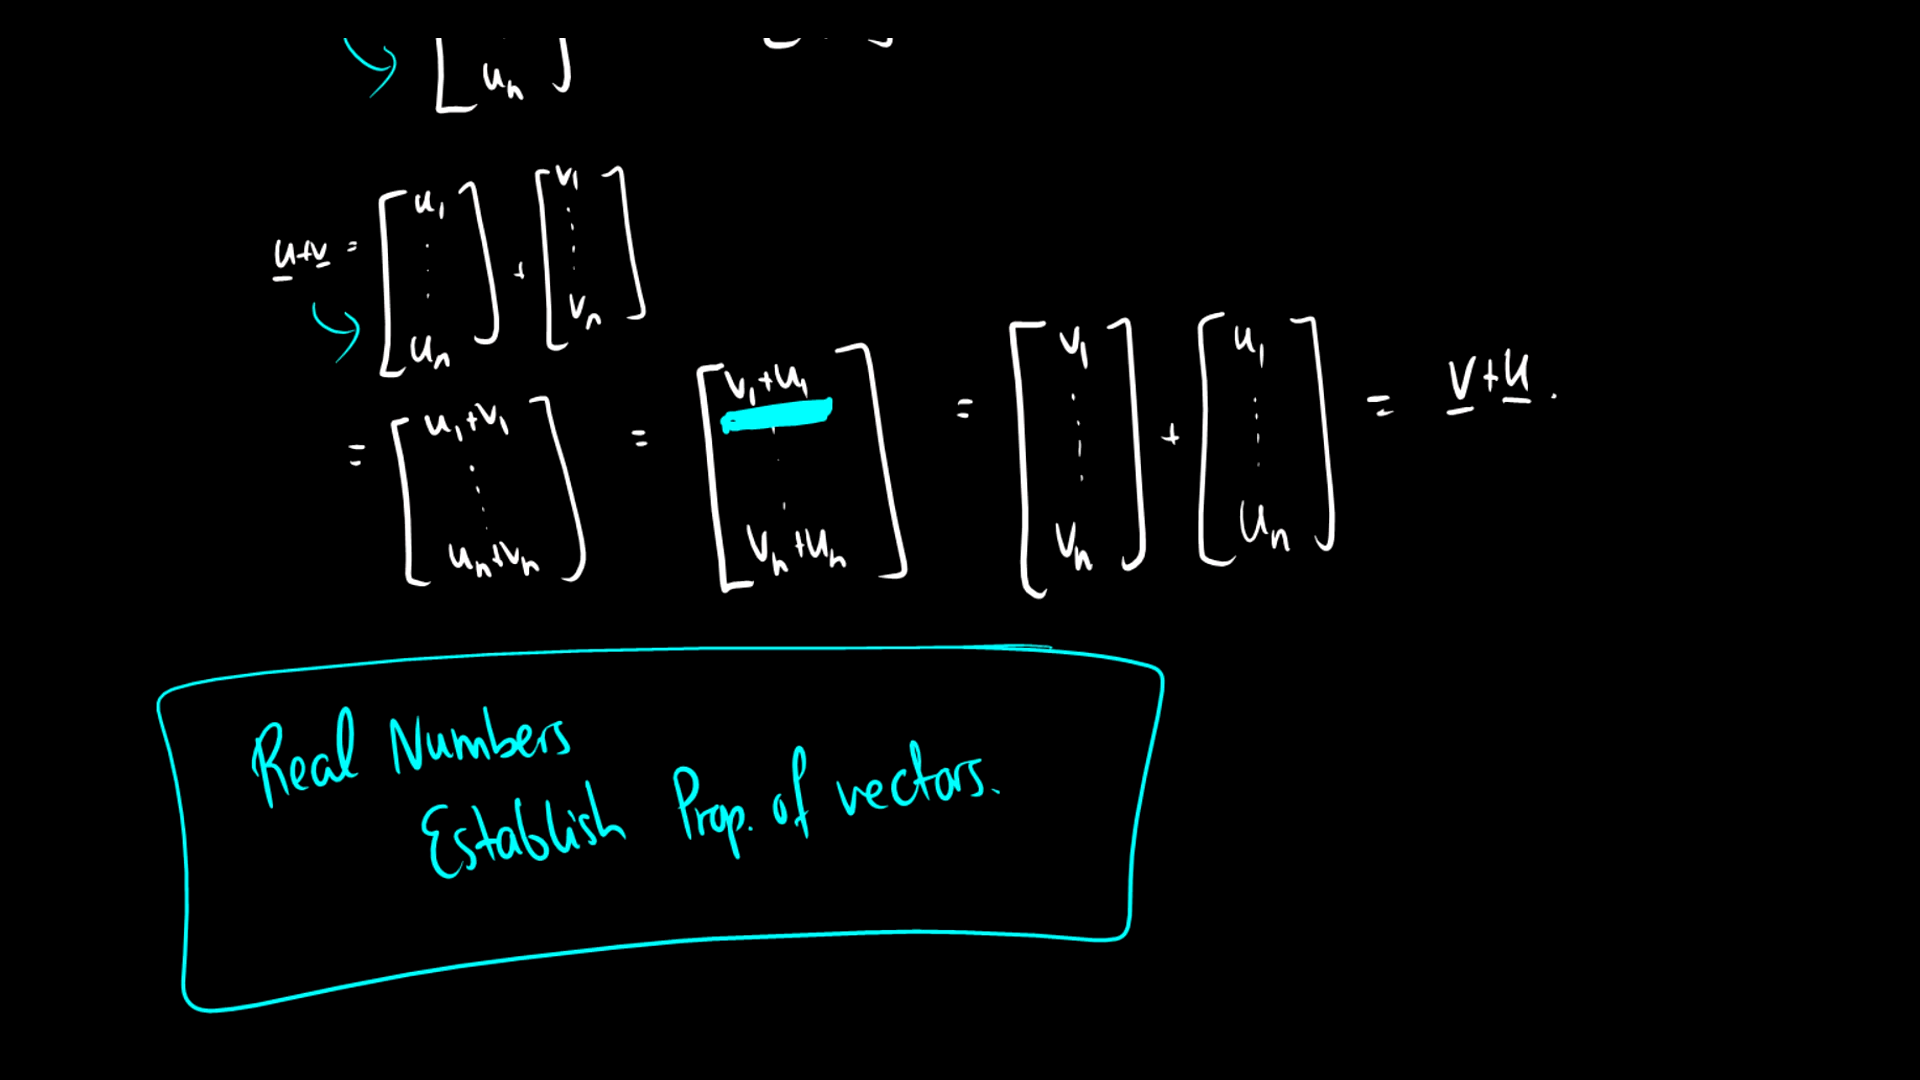 [ uₙ ]
u+v = [ u₁ ⋮ uₙ ] + [ v₁ ⋮ vₙ ]
= [ u₁+v₁ ⋮ uₙ+vₙ ] = [ v₁+u₁ ⋮ vₙ+uₙ ] = [ v₁ ⋮ vₙ ] + [ u₁ ⋮ uₙ ] = v+u.
Real Numbers
Establish Prop. of vectors.